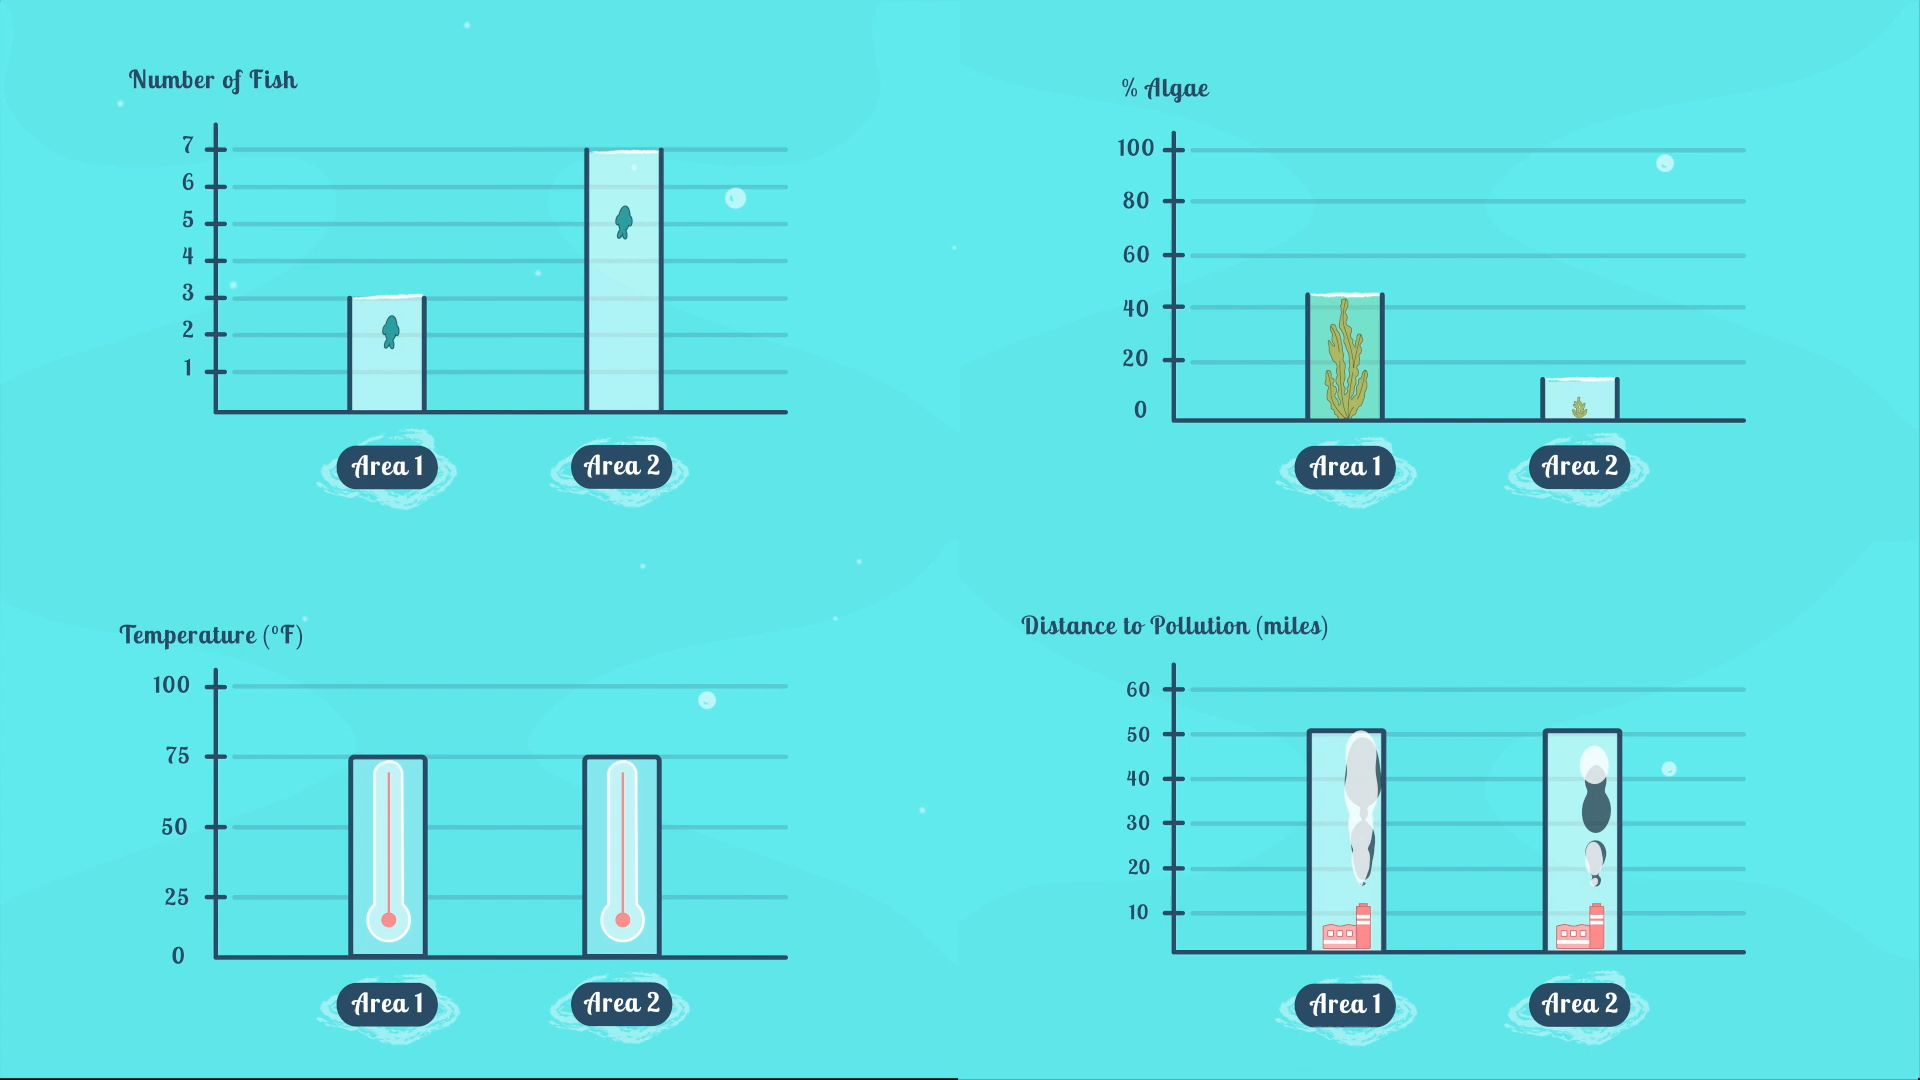 Number of Fish
7
6
5
4
3
2
1
Area 1
Area 2
% Algae
100
80
60
40
20
0
Area 1
Area 2
Temperature (°F)
100
75
50
25
0
Area 1
Area 2
Distance to Pollution (miles)
60
50
40
30
20
10
Area 1
Area 2